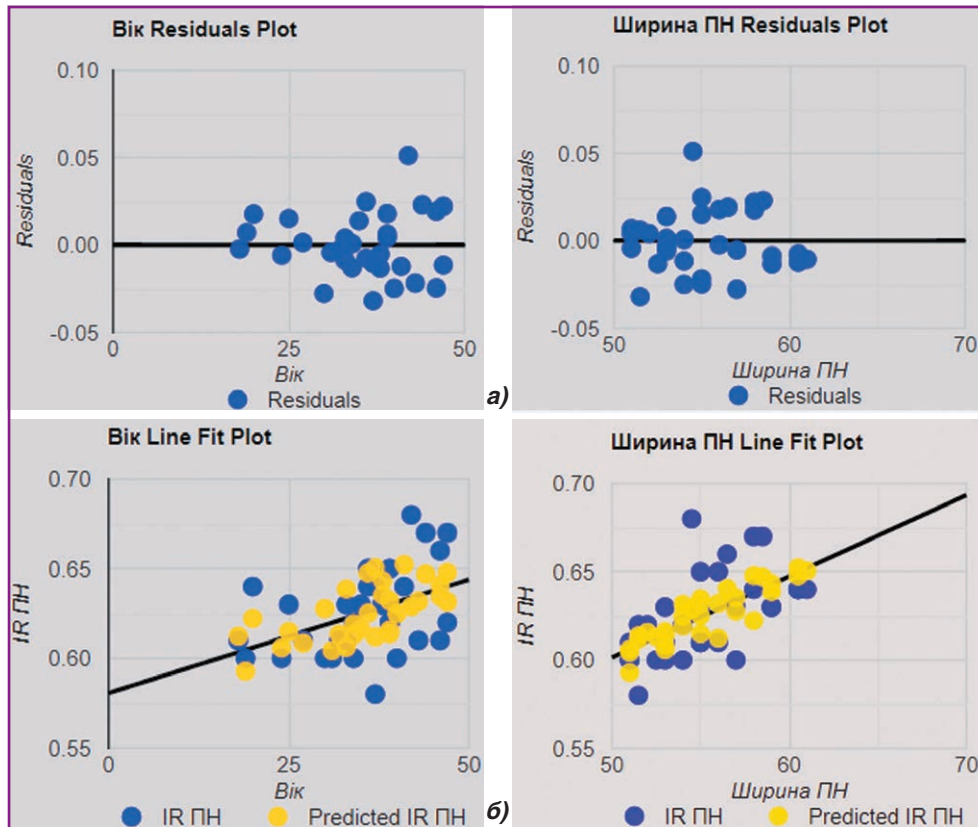 Вік Residuals Plot
0.10
0.05
0.00
-0.05
Residuals
0
25
50
Вік
Residuals
Ширина ПН Residuals Plot
0.10
0.05
0.00
-0.05
Residuals
50
60
70
Ширина ПН
Residuals
а)
Вік Line Fit Plot
0.70
0.65
0.60
0.55
IR ПН
0
25
50
Вік
IR ПН Predicted IR ПН
Ширина ПН Line Fit Plot
0.70
0.65
0.60
0.55
IR ПН
50
60
70
Ширина ПН
IR ПН Predicted IR ПН
б)